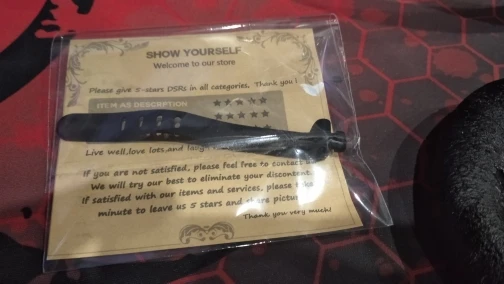 SHOW YOURSELF
Welcome to our store
Please give 5-stars DSRs in all categories. Thank you!
ITEM AS DESCRIPTION
Live well,love lots,and laugh
If you are not satisfied, please feel free to contact
We will try our best to eliminate your discontent.
If satisfied with our items and services, please take
minute to leave us 5 stars and share pictur
Thank you very much!